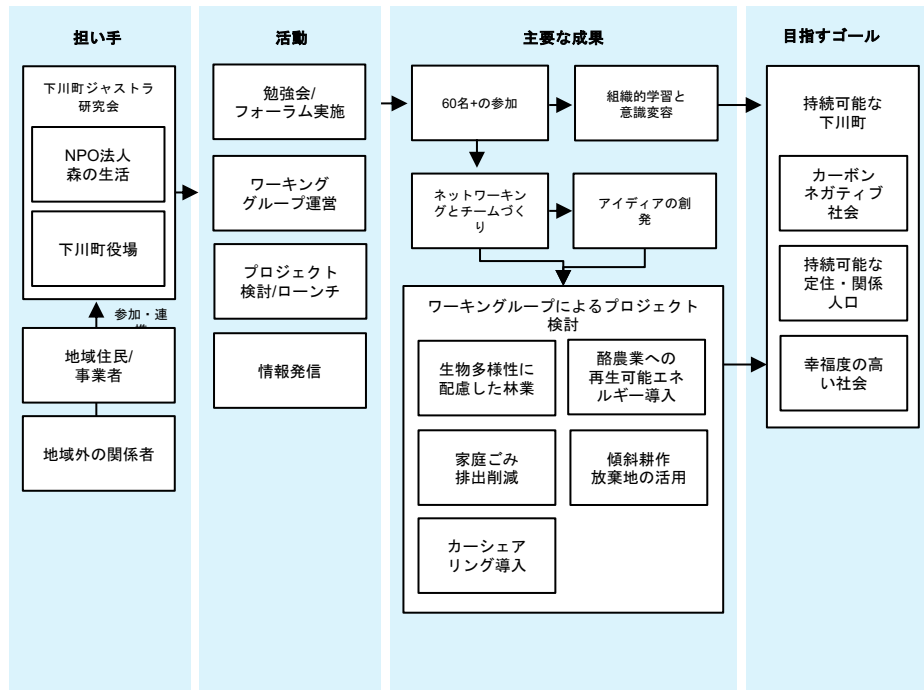 担い手
下川町ジャストラ
研究会
NPO法人
森の生活
下川町役場
参加・連
地域住民/
事業者
地域外の関係者
活動
勉強会/
フォーラム実施
ワーキング
グループ運営
プロジェクト
検討/ローンチ
情報発信
主要な成果
60名+の参加
組織的学習と
意識変容
ネットワーキン
グとチームづく
り
アイディアの創
発
ワーキングループによるプロジェクト
検討
生物多様性に
配慮した林業
酪農業への
再生可能エネ
ルギー導入
家庭ごみ
排出削減
傾斜耕作
放棄地の活用
カーシェア
リング導入
目指すゴール
持続可能な
下川町
カーボン
ネガティブ
社会
持続可能な
定住・関係
人口
幸福度の高
い社会